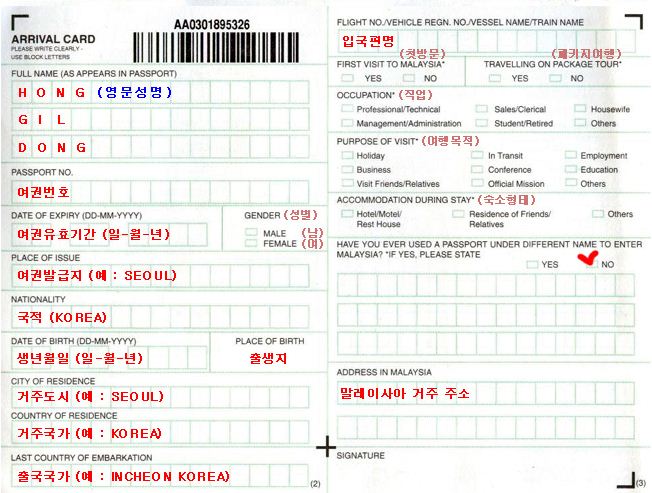 ARRIVAL CARD
PLEASE WRITE CLEARLY -
USE BLOCK LETTERS
AA0301895326
FULL NAME (AS APPEARS IN PASSPORT)
HONG (영문성명)
GIL
DONG
PASSPORT NO.
여권번호
DATE OF EXPIRY (DD-MM-YYYY)
여권유효기간 (일-월-년)
GENDER (성별)
MALE (남)
FEMALE (여)
PLACE OF ISSUE
여권발급지 (예 : SEOUL)
NATIONALITY
국적 (KOREA)
DATE OF BIRTH (DD-MM-YYYY)
생년월일 (일-월-년)
PLACE OF BIRTH
출생지
CITY OF RESIDENCE
거주도시 (예 : SEOUL)
COUNTRY OF RESIDENCE
거주국가 (예 : KOREA)
LAST COUNTRY OF EMBARKATION
출국국가 (예 : INCHEON KOREA)
(2)
FLIGHT NO./VEHICLE REGN. NO./VESSEL NAME/TRAIN NAME
입국편명
(첫방문)
FIRST VISIT TO MALAYSIA*
YES NO
(패키지여행)
TRAVELLING ON PACKAGE TOUR*
YES NO
OCCUPATION* (직업)
Professional/Technical Sales/Clerical Housewife
Management/Administration Student/Retired Others
PURPOSE OF VISIT* (여행목적)
Holiday In Transit Employment
Business Conference Education
Visit Friends/Relatives Official Mission Others
ACCOMMODATION DURING STAY* (숙소형태)
Hotel/Motel/ Residence of Friends/ Others
Rest House Relatives
HAVE YOU EVER USED A PASSPORT UNDER DIFFERENT NAME TO ENTER
MALAYSIA? *IF YES, PLEASE STATE
YES NO
ADDRESS IN MALAYSIA
말레이사아 거주 주소
SIGNATURE
(3)